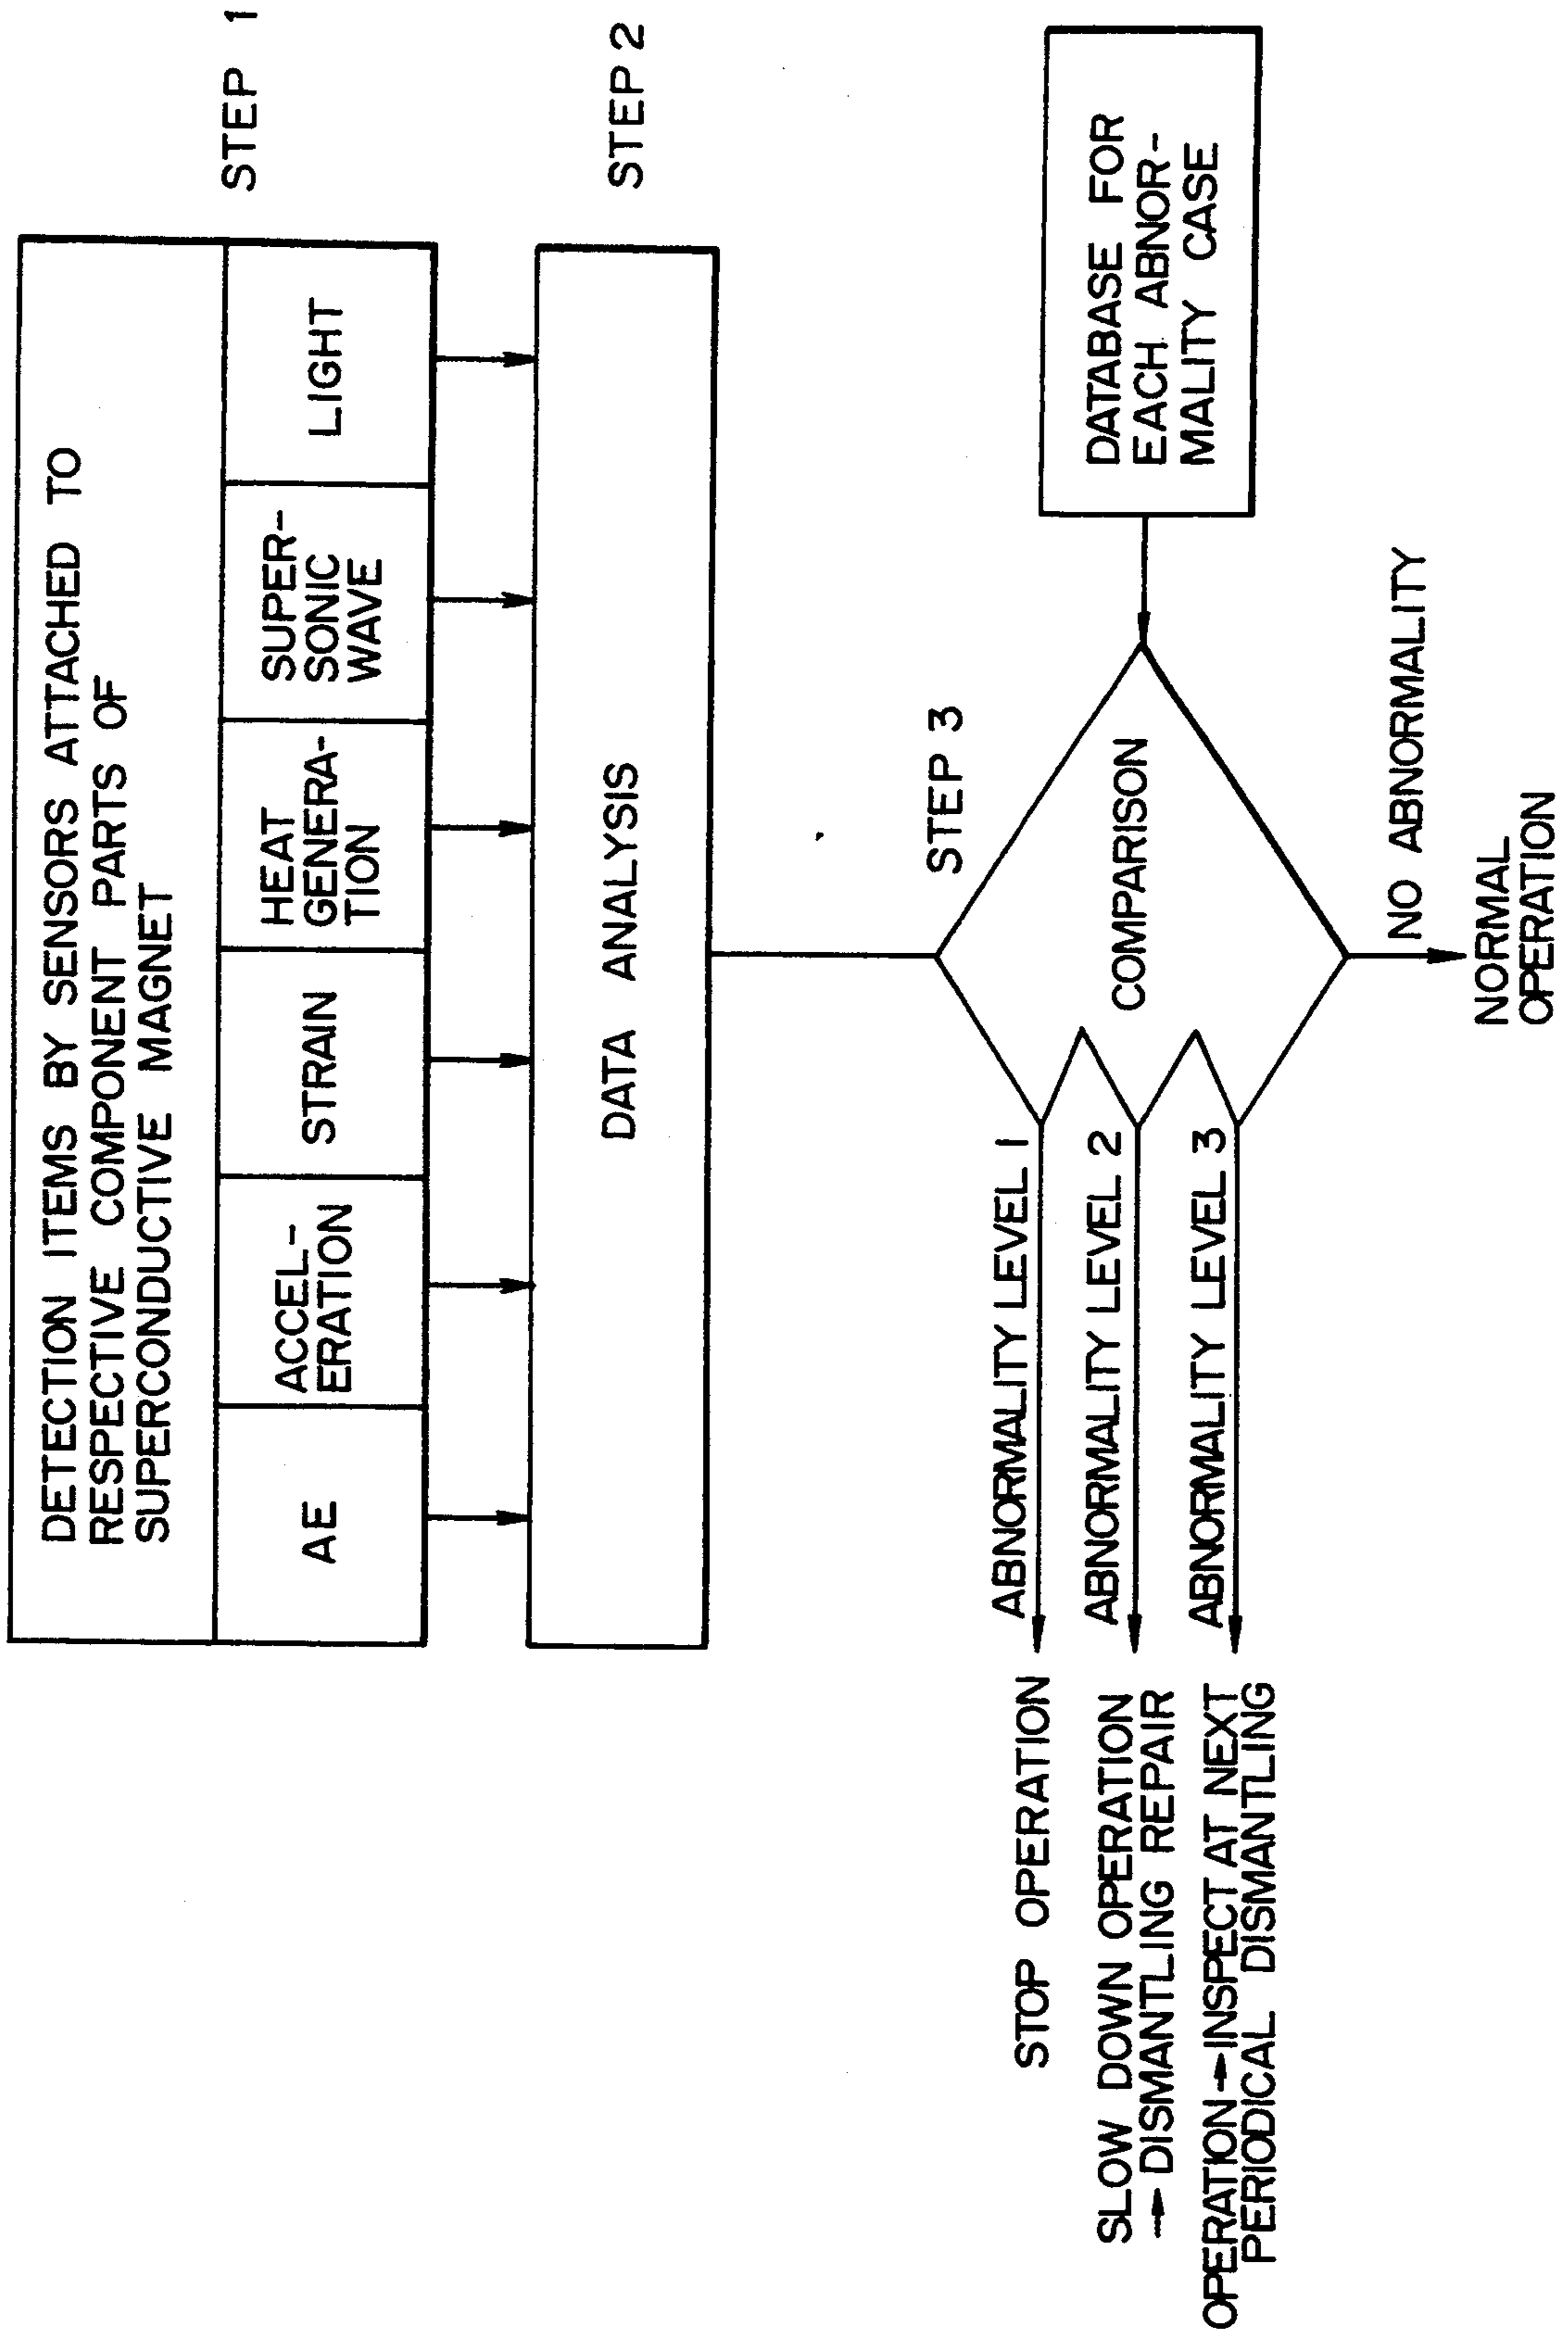 DETECTION ITEMS BY SENSORS ATTACHED TO
RESPECTIVE COMPONENT PARTS OF
SUPERCONDUCTIVE MAGNET
STEP 1
AE
ACCEL-
ERATION
STRAIN
HEAT
GENERA-
TION
SUPER-
SONIC
WAVE
LIGHT
STEP 2
DATA ANALYSIS
STEP 3
COMPARISON
DATABASE FOR
EACH ABNOR-
MALITY CASE
ABNORMALITY LEVEL 1
STOP OPERATION
ABNORMALITY LEVEL 2
SLOW DOWN OPERATION
→ DISMANTLING REPAIR
ABNORMALITY LEVEL 3
OPERATION→INSPECT AT NEXT
PERIODICAL DISMANTLING
NO ABNORMALITY
NORMAL
OPERATION